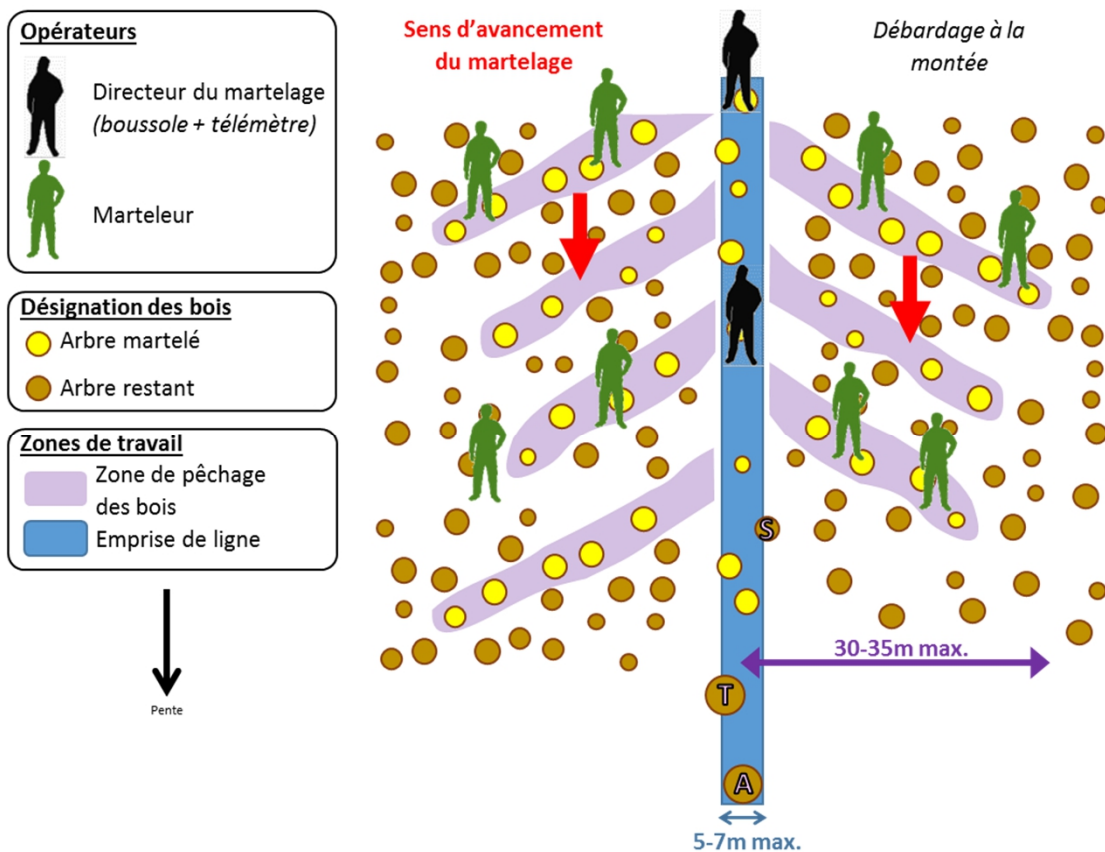 Opérateurs
Directeur du martelage
(boussole + télémètre)
Marteleur
Désignation des bois
Arbre martelé
Arbre restant
Zones de travail
Zone de pêchage
des bois
Emprise de ligne
Pente
Sens d'avancement
du martelage
Débardage à la
montée
S
30-35m max.
T
A
5-7m max.